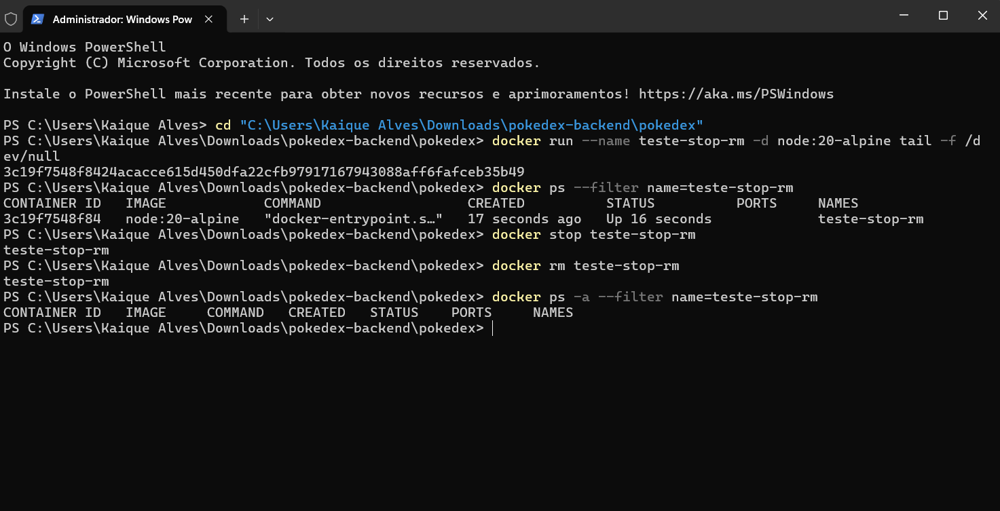 Administrador: Windows Pow
O Windows PowerShell
Copyright (C) Microsoft Corporation. Todos os direitos reservados.
Instale o PowerShell mais recente para obter novos recursos e aprimoramentos! https://aka.ms/PSWindows
PS C:\Users\Kaique Alves> cd "C:\Users\Kaique Alves\Downloads\pokedex-backend\pokedex"
PS C:\Users\Kaique Alves\Downloads\pokedex-backend\pokedex> docker run --name teste-stop-rm -d node:20-alpine tail -f /d
ev/null
3c19f7548f8424acacce615d450dfa22cfb97917167943088aff6fafceb35b49
PS C:\Users\Kaique Alves\Downloads\pokedex-backend\pokedex> docker ps --filter name=teste-stop-rm
CONTAINER ID   IMAGE            COMMAND                  CREATED          STATUS          PORTS     NAMES
3c19f7548f84   node:20-alpine   "docker-entrypoint.s…"   17 seconds ago   Up 16 seconds             teste-stop-rm
PS C:\Users\Kaique Alves\Downloads\pokedex-backend\pokedex> docker stop teste-stop-rm
teste-stop-rm
PS C:\Users\Kaique Alves\Downloads\pokedex-backend\pokedex> docker rm teste-stop-rm
teste-stop-rm
PS C:\Users\Kaique Alves\Downloads\pokedex-backend\pokedex> docker ps -a --filter name=teste-stop-rm
CONTAINER ID   IMAGE     COMMAND   CREATED   STATUS    PORTS     NAMES
PS C:\Users\Kaique Alves\Downloads\pokedex-backend\pokedex>